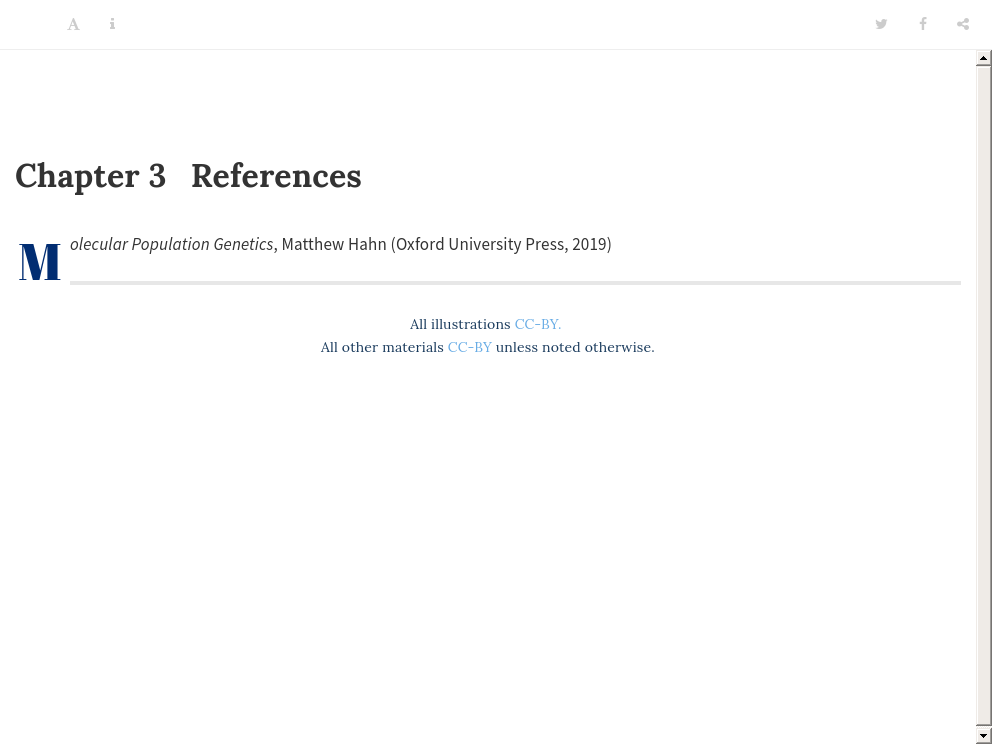 Chapter 3 References
Molecular Population Genetics, Matthew Hahn (Oxford University Press, 2019)
All illustrations CC-BY.
All other materials CC-BY unless noted otherwise.